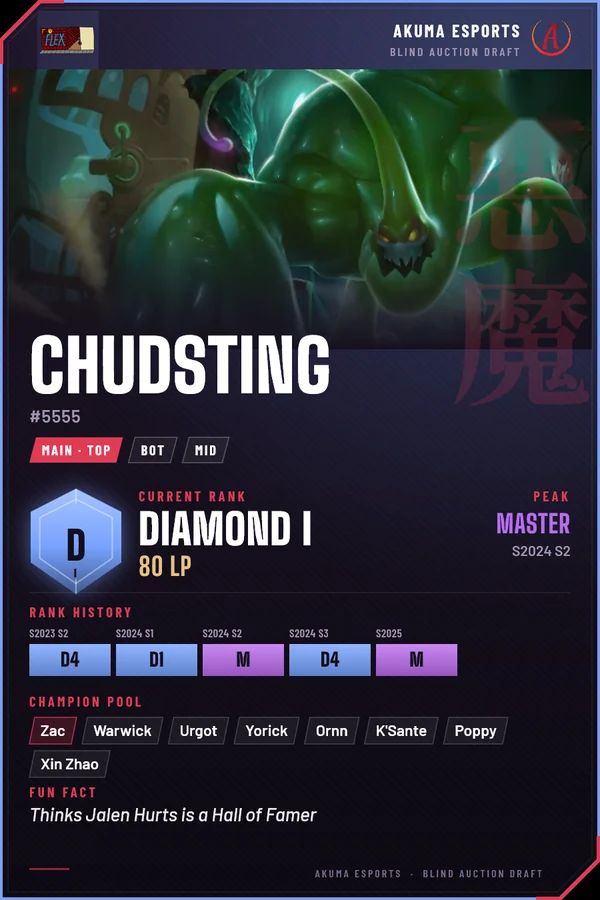 FLEX
AKUMA ESPORTS
BLIND AUCTION DRAFT
A
惡
魔
CHUDSTING
#5555
MAIN · TOP
BOT
MID
D
I
CURRENT RANK
DIAMOND I
80 LP
PEAK
MASTER
S2024 S2
RANK HISTORY
S2023 S2 S2024 S1 S2024 S2 S2024 S3 S2025
D4 D1 M D4 M
CHAMPION POOL
Zac Warwick Urgot Yorick Ornn K'Sante Poppy
Xin Zhao
FUN FACT
Thinks Jalen Hurts is a Hall of Famer
AKUMA ESPORTS · BLIND AUCTION DRAFT